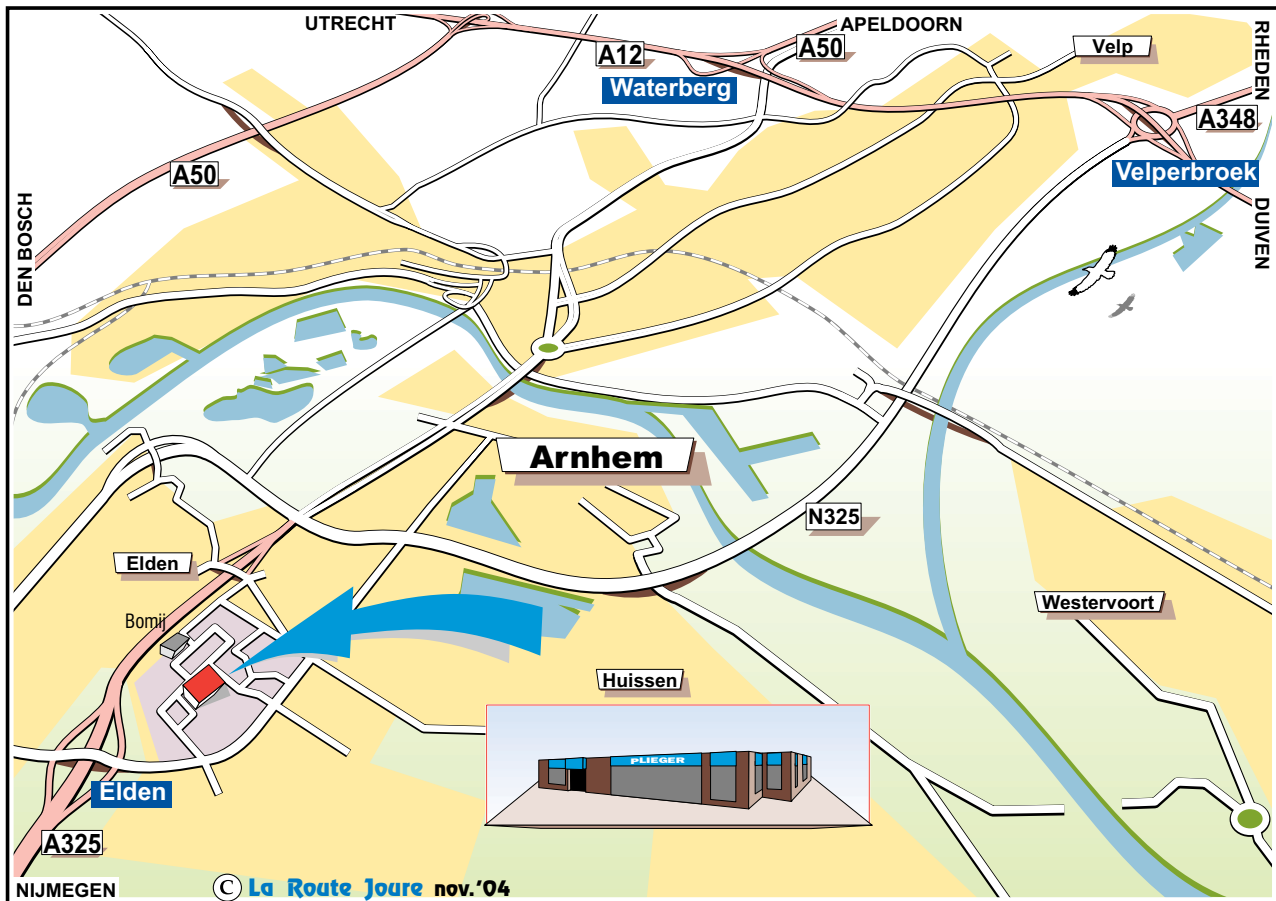 UTRECHT
APELDOORN
RHEDEN
A12
A50
Velp
Waterberg
A348
A50
Velperbroek
DEN BOSCH
DUIVEN
Arnhem
N325
Elden
Westervoort
Bomij
Huissen
PLIEGER
Elden
A325
NIJMEGEN
© La Route Joure nov.'04